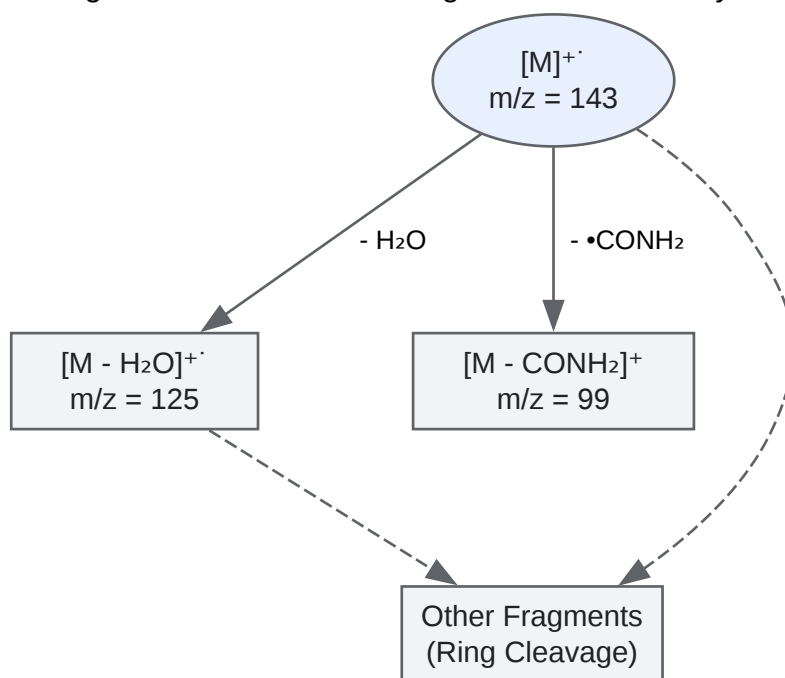 [M]⁺˙
m/z = 143
- H₂O
- •CONH₂
[M - H₂O]⁺˙
m/z = 125
[M - CONH₂]⁺
m/z = 99
Other Fragments
(Ring Cleavage)